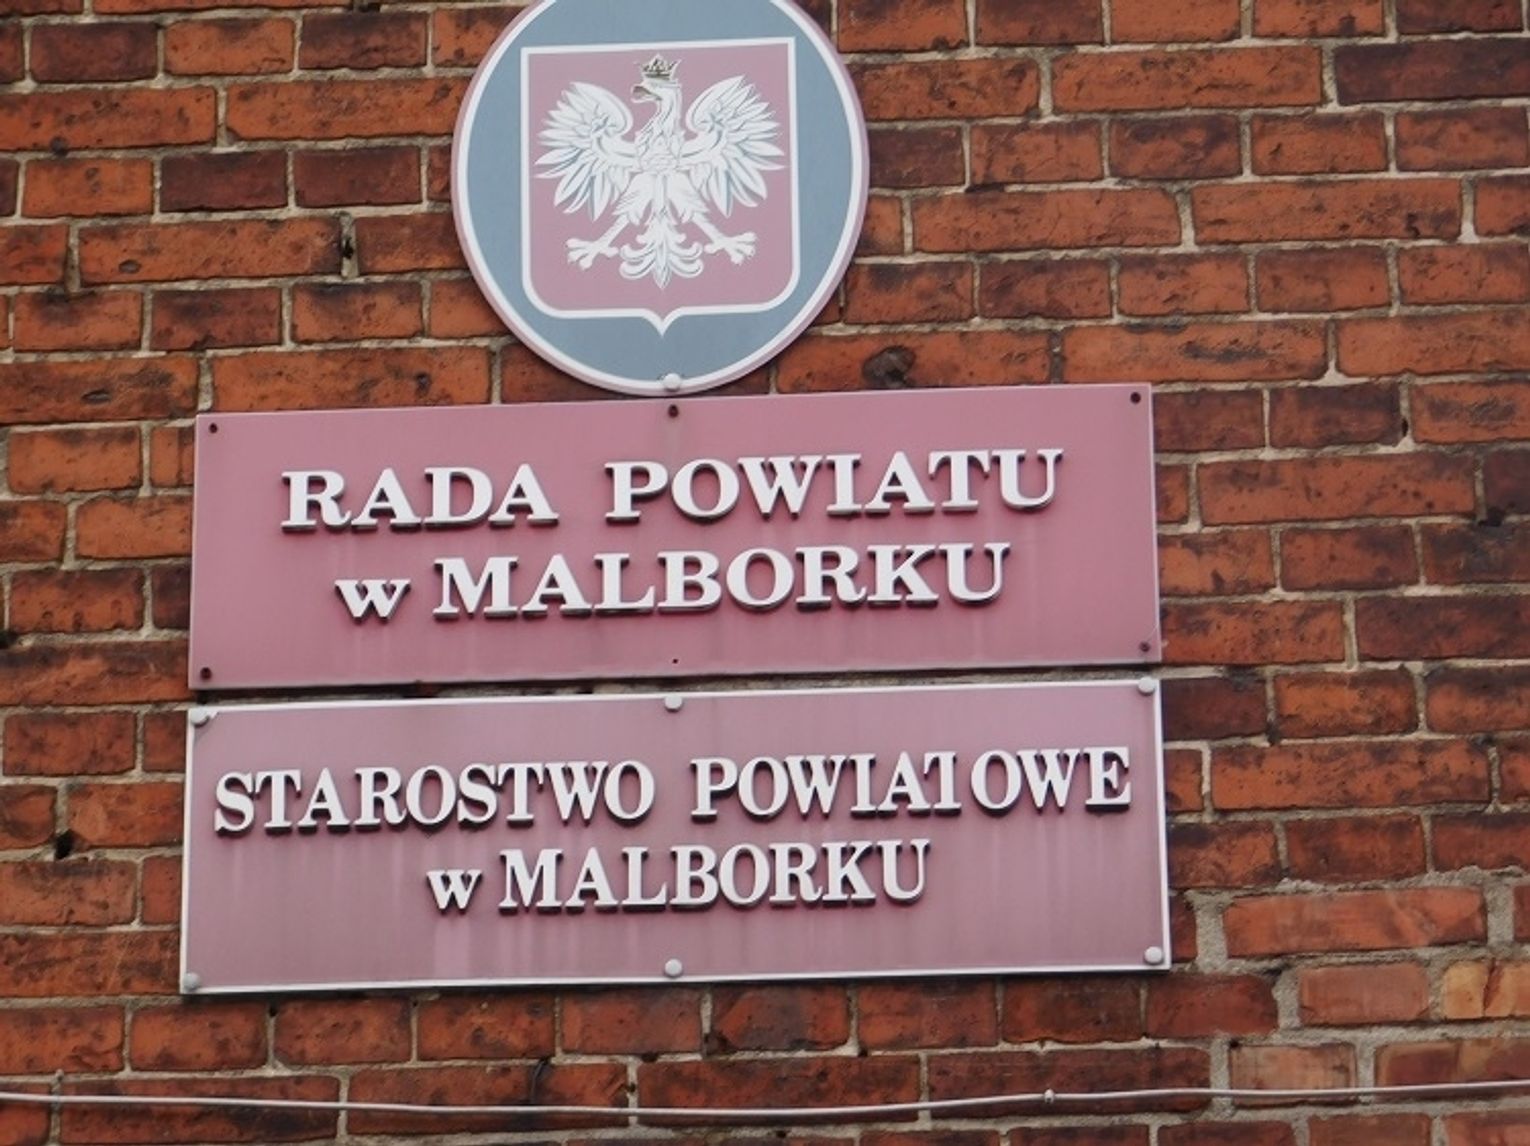 RADA POWIATU
w MALBORKU
STAROSTWO POWIATOWE
w MALBORKU